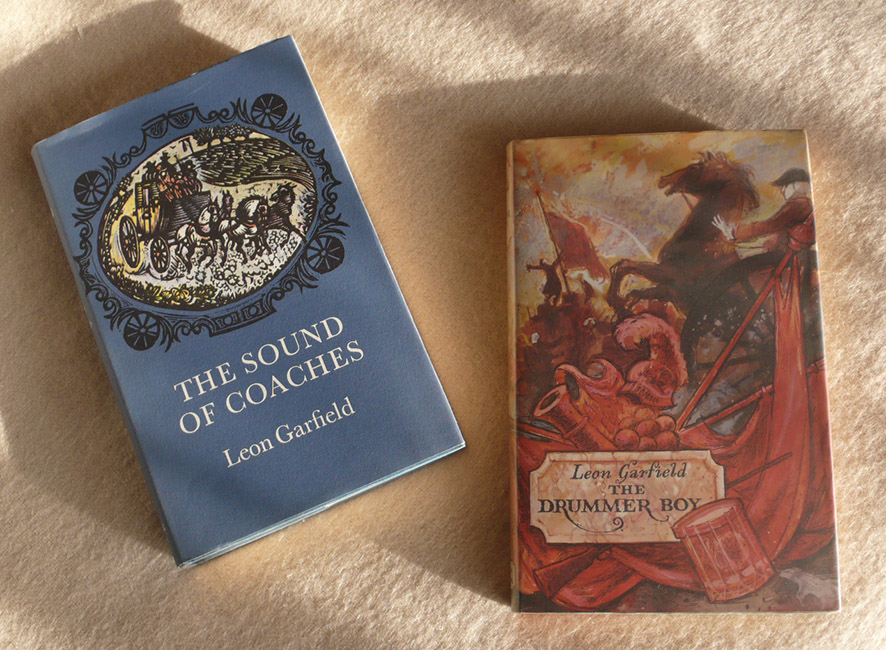 THE SOUND
OF COACHES
Leon Garfield
Leon Garfield
THE
DRUMMER BOY